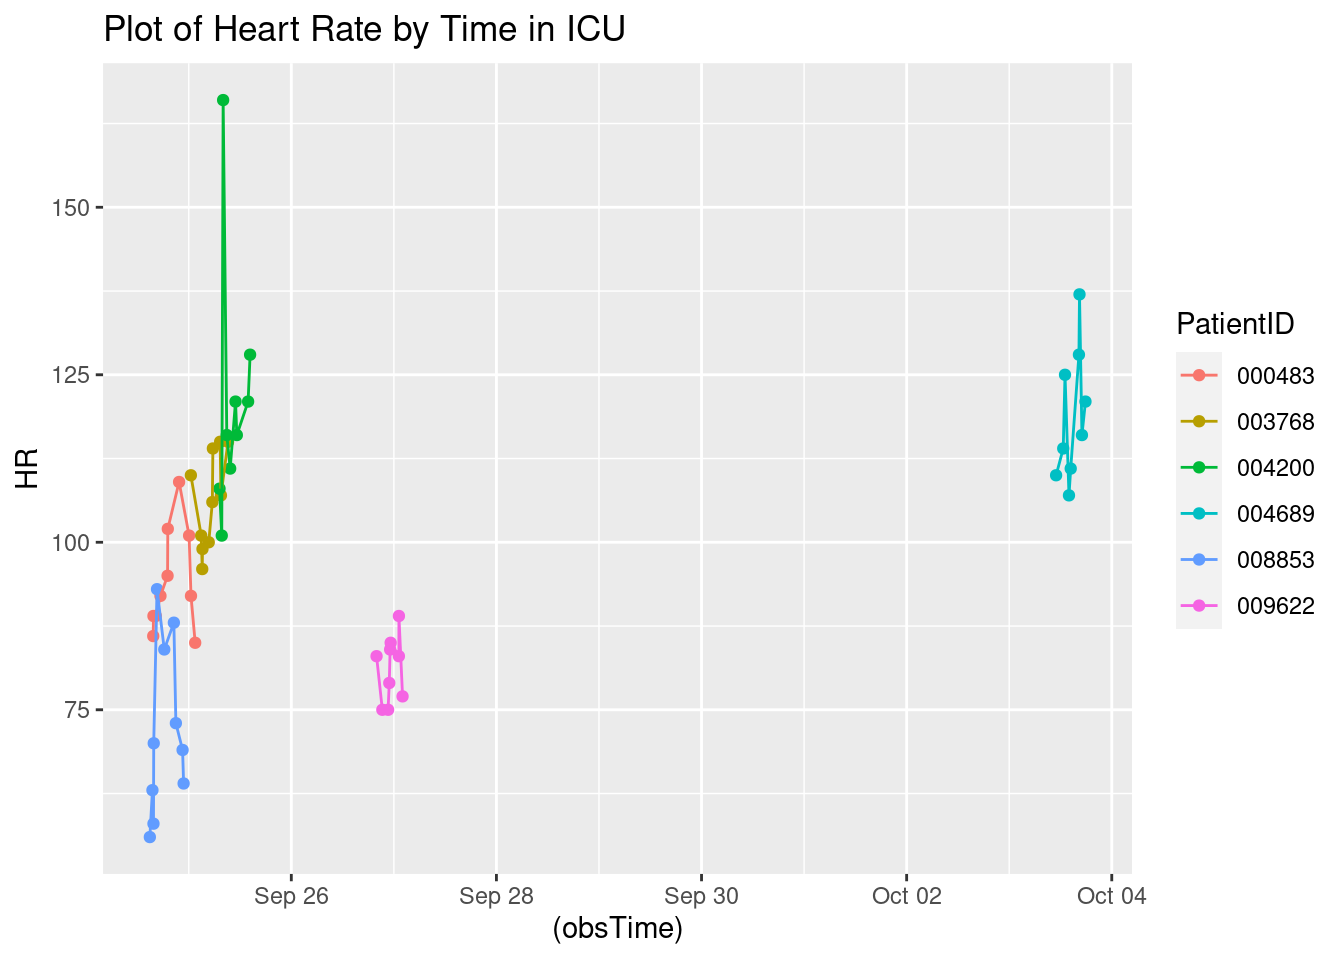 Plot of Heart Rate by Time in ICU
HR
150
125
100
75
Sep 26
Sep 28
Sep 30
Oct 02
Oct 04
(obsTime)
PatientID
000483
003768
004200
004689
008853
009622